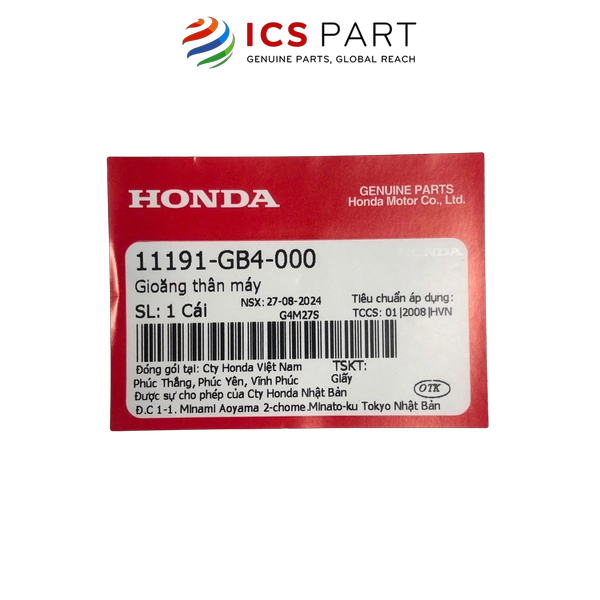 ICS PART
GENUINE PARTS, GLOBAL REACH
HONDA
GENUINE PARTS
Honda Motor Co., Ltd.
HONDA
11191-GB4-000
Gioăng thân máy
SL: 1 Cái
NSX: 27-08-2024
G4M27S
Tiêu chuẩn áp dụng:
TCCS: 01|2008|HVN
Đóng gói tại: Cty Honda Việt Nam
Phúc Thắng, Phúc Yên, Vĩnh Phúc
TSKT:
Giấy
Được sự cho phép của Cty Honda Nhật Bản
Đ.C 1-1. Minami Aoyama 2-chome.Minato-ku Tokyo Nhật Bản
OTK